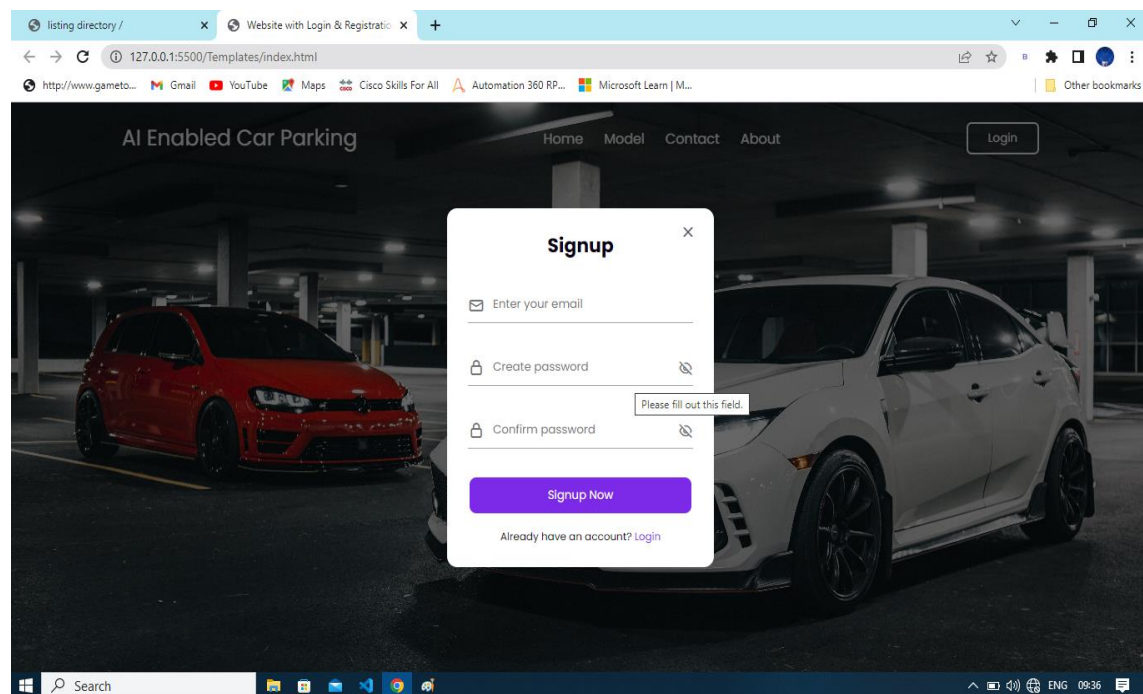 listing directory /
Website with Login & Registratio
127.0.0.1:5500/Templates/index.html
http://www.gameto... Gmail YouTube Maps Cisco Skills For All Automation 360 RP... Microsoft Learn | M... Other bookmarks
AI Enabled Car Parking Home Model Contact About Login
Signup
Enter your email
Create password
Please fill out this field.
Confirm password
Signup Now
Already have an account? Login
Search ENG 09:36